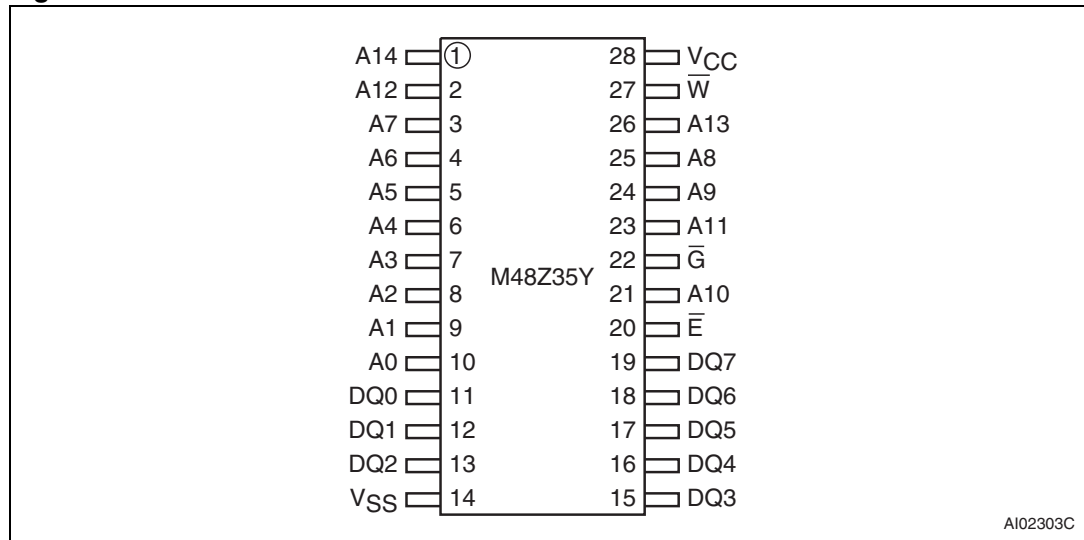 A14 1 28 VCC
A12 2 27 W̅
A7 3 26 A13
A6 4 25 A8
A5 5 24 A9
A4 6 23 A11
A3 7 22 G̅
M48Z35Y
A2 8 21 A10
A1 9 20 E̅
A0 10 19 DQ7
DQ0 11 18 DQ6
DQ1 12 17 DQ5
DQ2 13 16 DQ4
VSS 14 15 DQ3
AI02303C